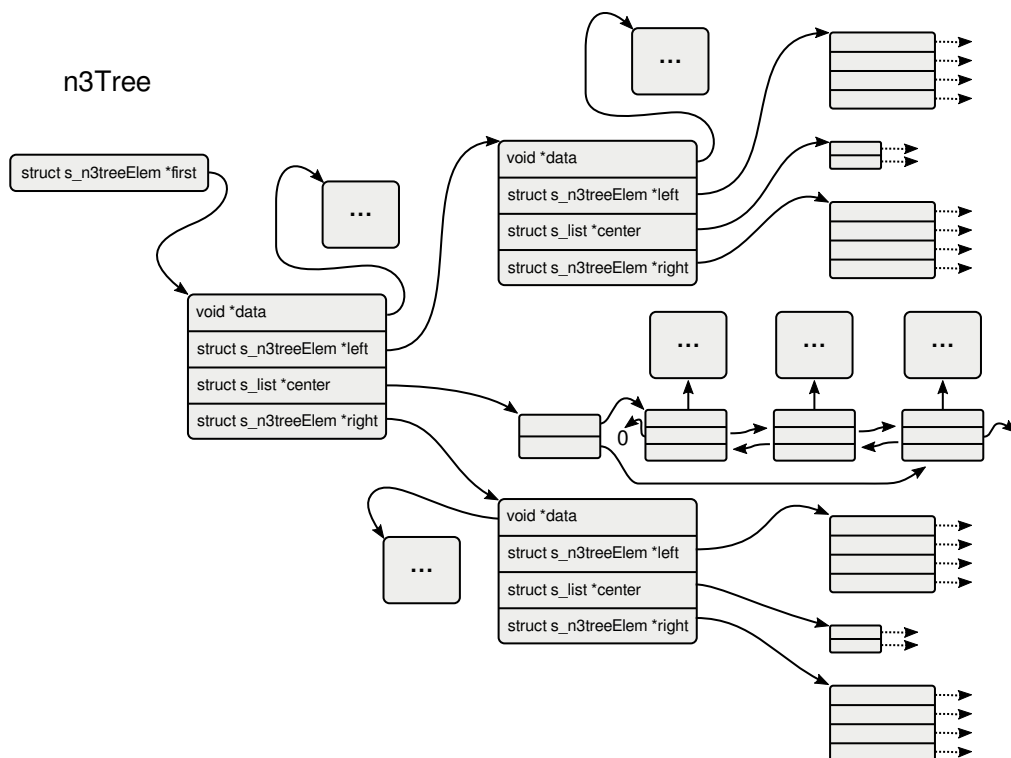 n3Tree
struct s_n3treeElem *first
...
...
void *data
struct s_n3treeElem *left
struct s_list *center
struct s_n3treeElem *right
void *data
struct s_n3treeElem *left
struct s_list *center
struct s_n3treeElem *right
...
...
...
0
...
void *data
struct s_n3treeElem *left
struct s_list *center
struct s_n3treeElem *right